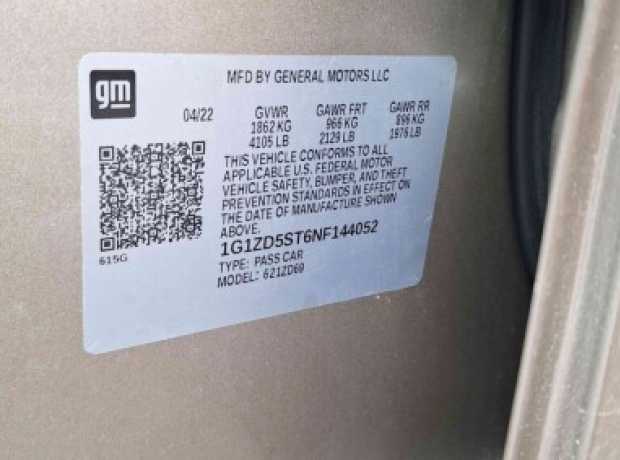 gm
MFD BY GENERAL MOTORS LLC
04/22 GVWR GAWR FRT GAWR RR
1862 KG 966 KG 896 KG
4105 LB 2129 LB 1976 LB
THIS VEHICLE CONFORMS TO ALL
APPLICABLE U.S. FEDERAL MOTOR
VEHICLE SAFETY, BUMPER, AND THEFT
PREVENTION STANDARDS IN EFFECT ON
THE DATE OF MANUFACTURE SHOWN
ABOVE.
1G1ZD5ST6NF144052
TYPE: PASS CAR
MODEL: 621ZD69
615G